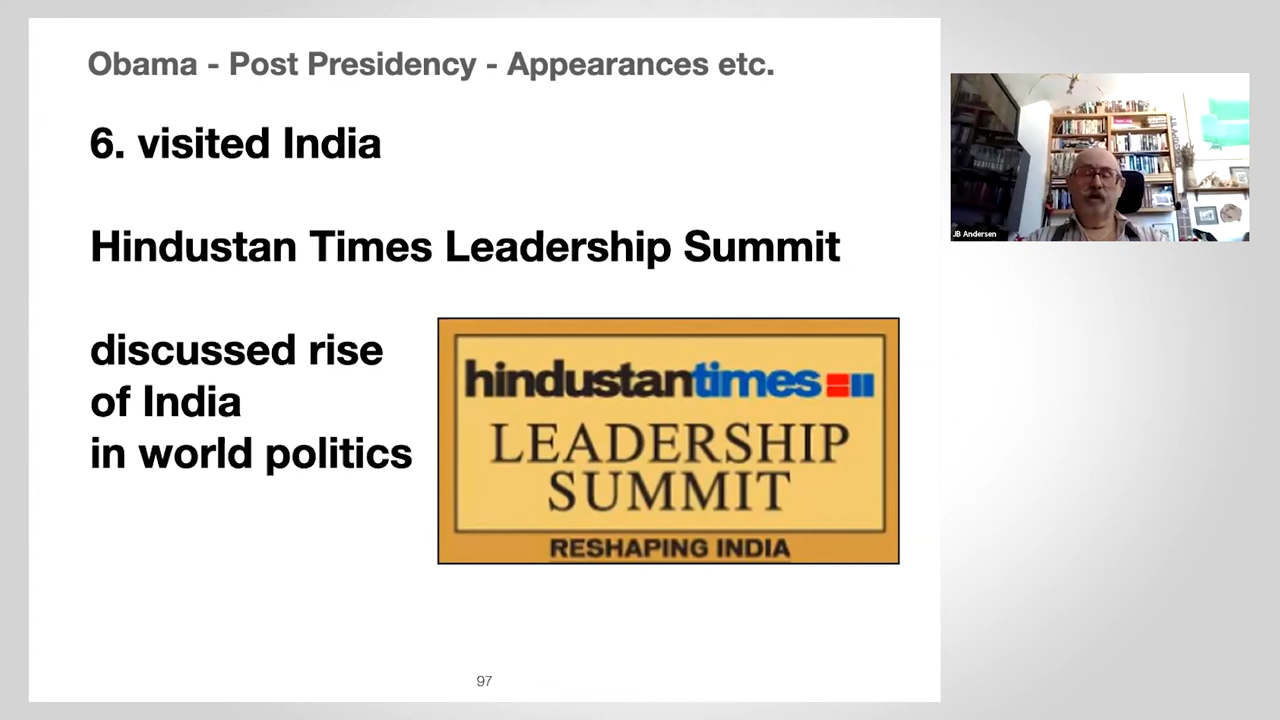 Obama - Post Presidency - Appearances etc.
6. visited India
Hindustan Times Leadership Summit
discussed rise
of India
in world politics
hindustantimes
LEADERSHIP
SUMMIT
RESHAPING INDIA
97
JB Andersen